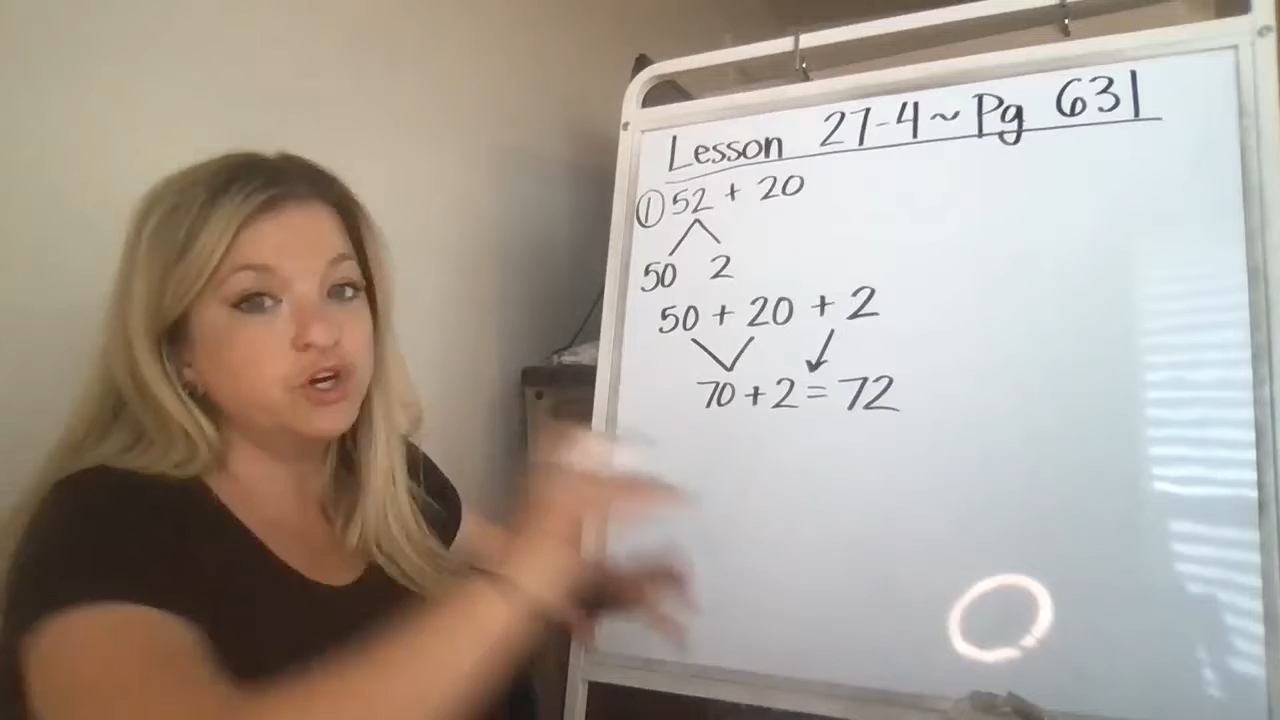 Lesson 27-4~Pg 631
① 52 + 20
50 2
50 + 20 + 2
70 + 2 = 72